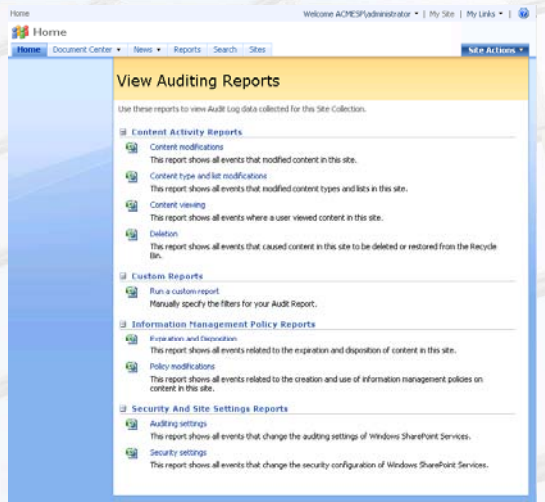 Home
Welcome ACMESP\administrator | My Site | My Links |
Home
Home Document Center News Reports Search Sites Site Actions
View Auditing Reports
Use these reports to view Audit Log data collected for this Site Collection.
Content Activity Reports
Content modifications
This report shows all events that modified content in this site.
Content type and list modifications
This report shows all events that modified content types and lists in this site.
Content viewing
This report shows all events where a user viewed content in this site.
Deletion
This report shows all events that caused content in this site to be deleted or restored from the Recycle
Bin.
Custom Reports
Run a custom report
Manually specify the filters for your Audit Report.
Information Management Policy Reports
Expiration and Disposition
This report shows all events related to the expiration and disposition of content in this site.
Policy modifications
This report shows all events related to the creation and use of information management policies on
content in this site.
Security And Site Settings Reports
Auditing settings
This report shows all events that change the auditing settings of Windows SharePoint Services.
Security settings
This report shows all events that change the security configuration of Windows SharePoint Services.